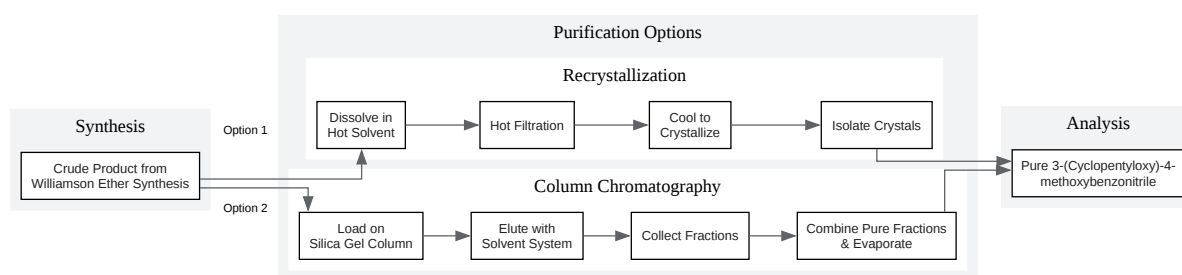 Purification Options
Recrystallization
Synthesis
Option 1
Dissolve in
Hot Solvent
Hot Filtration
Cool to
Crystallize
Isolate Crystals
Analysis
Crude Product from
Williamson Ether Synthesis
Pure 3-(Cyclopentyloxy)-4-
methoxybenzonitrile
Option 2
Column Chromatography
Load on
Silica Gel Column
Elute with
Solvent System
Collect Fractions
Combine Pure Fractions
& Evaporate